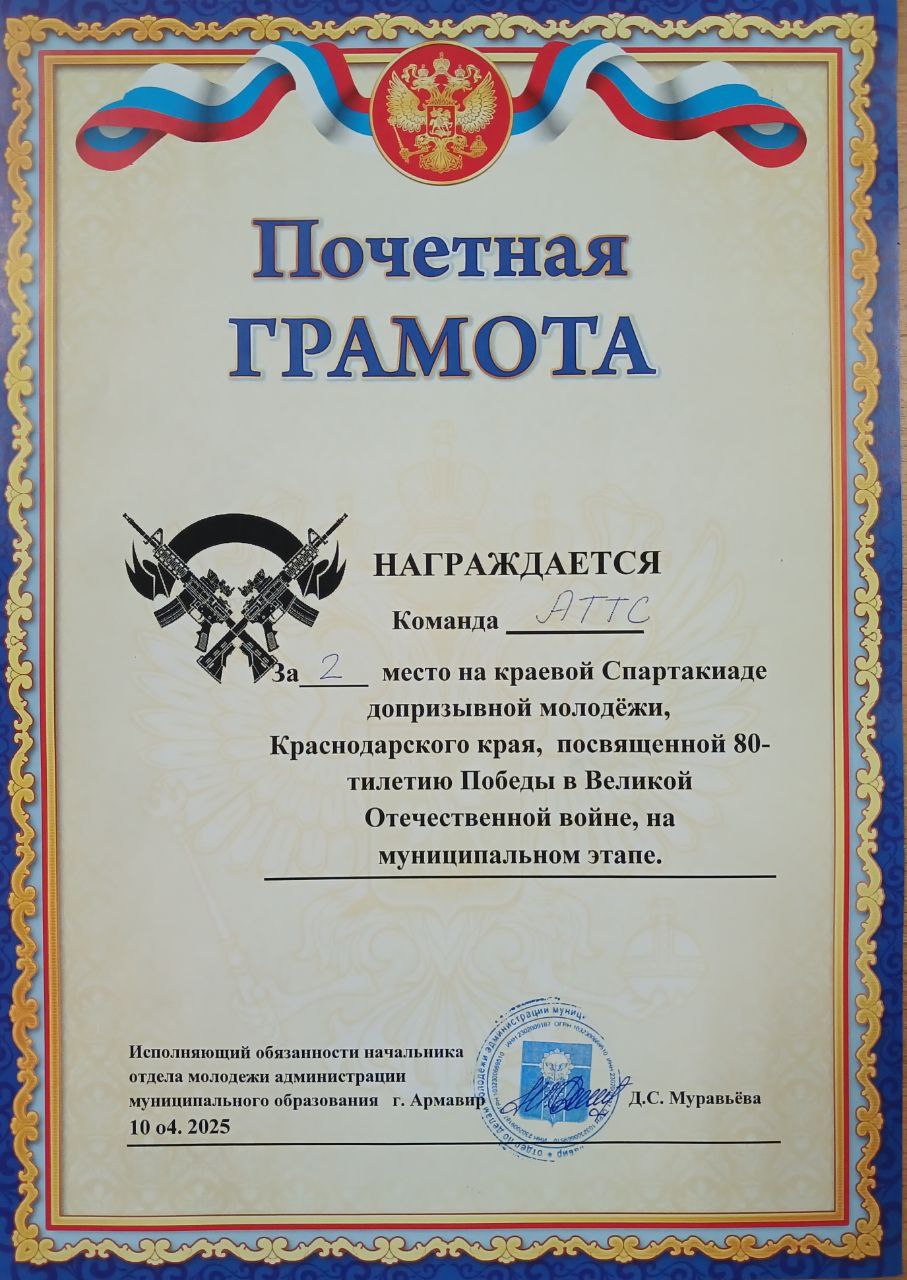 Почетная
ГРАМОТА
НАГРАЖДАЕТСЯ
Команда АТТС
За 2 место на краевой Спартакиаде
допризывной молодёжи,
Краснодарского края, посвященной 80-
тилетию Победы в Великой
Отечественной войне, на
муниципальном этапе.
Исполняющий обязанности начальника
отдела молодежи администрации
муниципального образования г. Армавир
Д.С. Муравьёва
10 о4. 2025